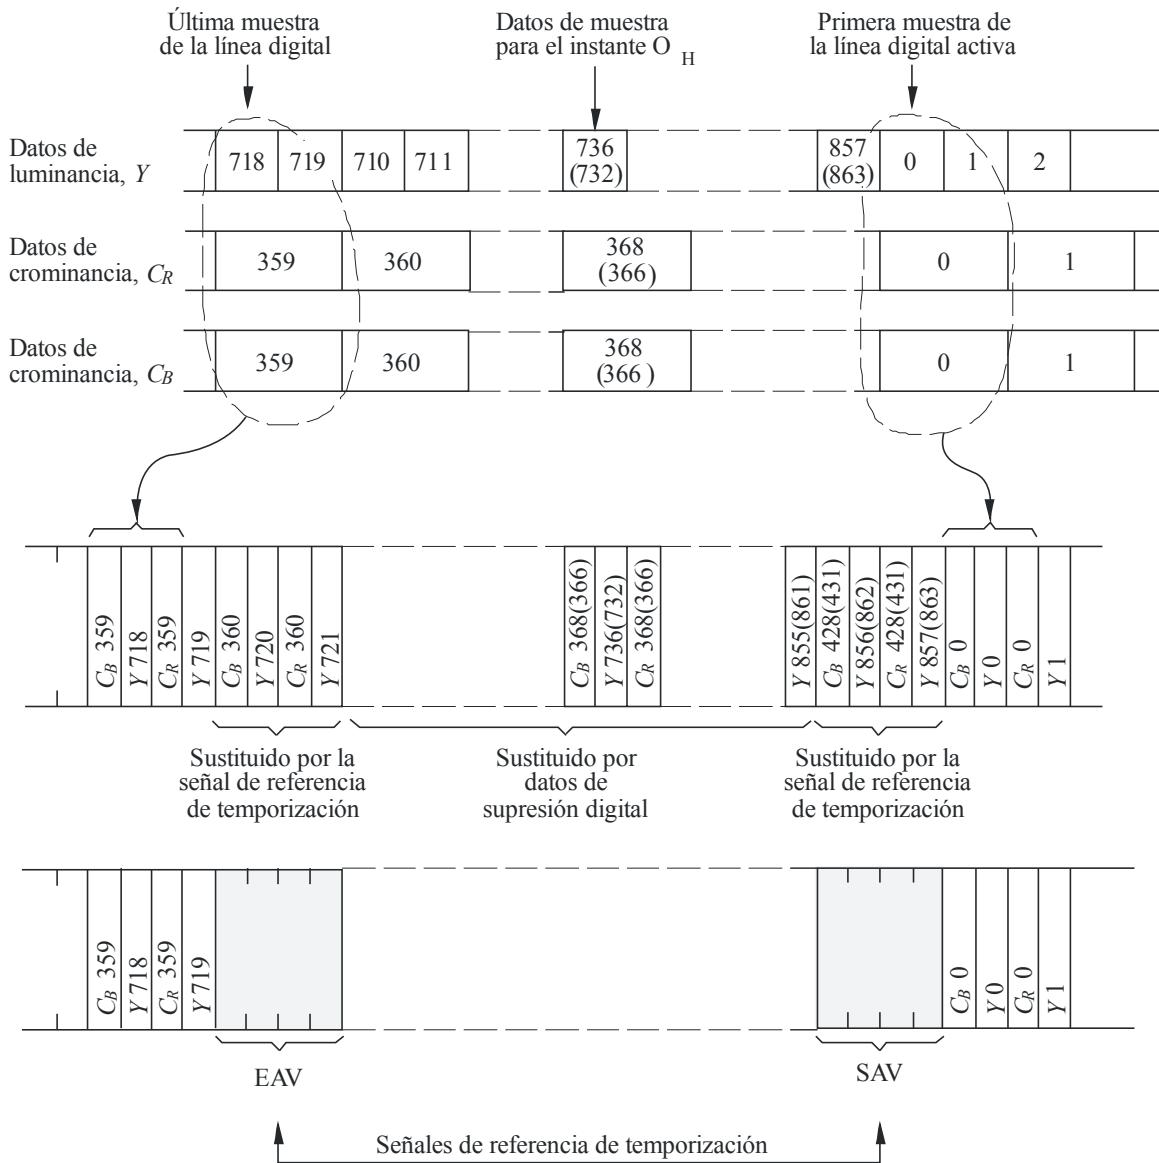 Última muestra
de la línea digital
Datos de muestra
para el instante O H
Primera muestra de
la línea digital activa
Datos de
luminancia, Y
718 719 710 711
736
(732)
857
(863)
0 1 2
Datos de
crominancia, CR
359 360
368
(366)
0 1
Datos de
crominancia, CB
359 360
368
(366)
0 1
CB 359
Y 718
CR 359
Y 719
CB 360
Y 720
CR 360
Y 721
CB 368(366)
Y 736(732)
CR 368(366)
Y 855(861)
CB 428(431)
Y 856(862)
CR 428(431)
Y 857(863)
CB 0
Y 0
CR 0
Y 1
Sustituido por la
señal de referencia
de temporización
Sustituido por
datos de
supresión digital
Sustituido por la
señal de referencia
de temporización
CB 359
Y 718
CR 359
Y 719
CB 0
Y 0
CR 0
Y 1
EAV
SAV
Señales de referencia de temporización